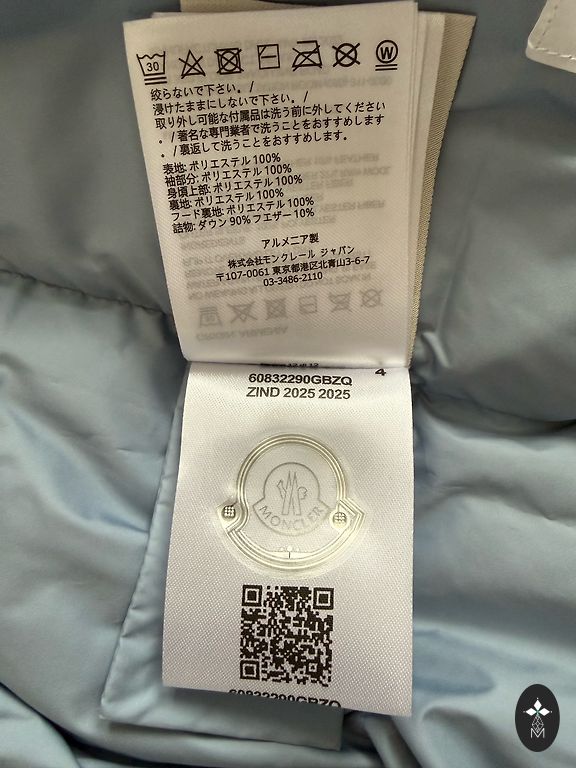 30
W
絞らないで下さい。/
浸けたままにしないで下さい。/
取り外し可能な付属品は洗う前に外してください
。/ 著名な専門業者で洗うことをおすすめします
。/ 裏返して洗うことをおすすめします。
表地: ポリエステル 100%
袖部分: ポリエステル 100%
身頃上部: ポリエステル 100%
裏地: ポリエステル 100%
フード裏地: ポリエステル 100%
詰物: ダウン 90% フェザー 10%
アルメニア製
株式会社モンクレール ジャパン
〒107-0061 東京都港区北青山3-6-7
03-3486-2110
4
60832290GBZQ
ZIND 2025 2025
MONCLER
60832290GBZQ
M